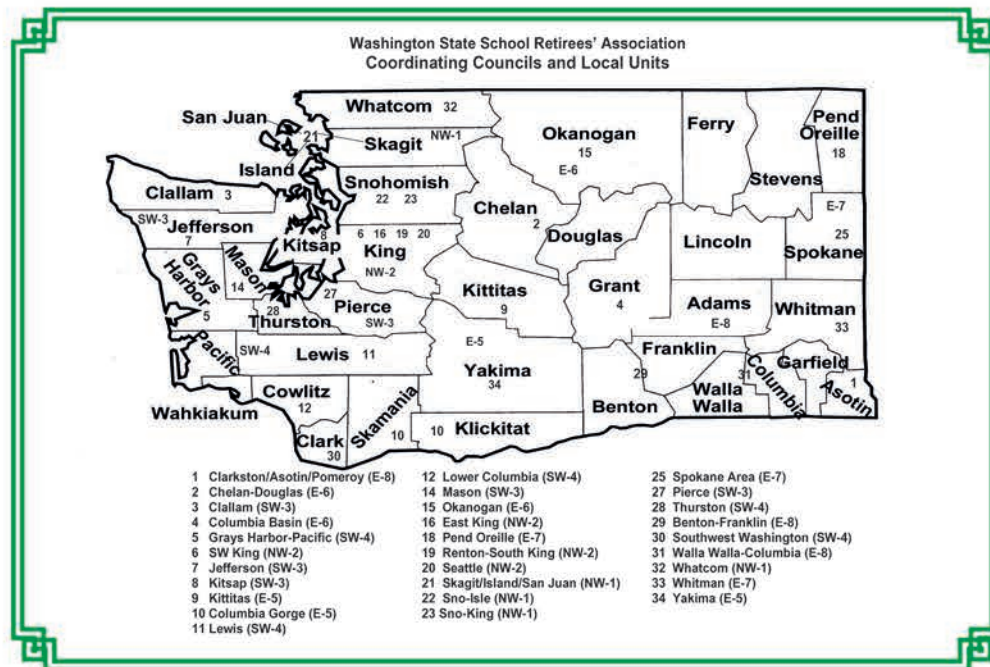 Washington State School Retirees' Association
Coordinating Councils and Local Units
Whatcom 32
San Juan
21
Skagit
NW-1
Island
Okanogan
15
E-6
Ferry
Pend
Oreille
18
Stevens
Clallam 3
Snohomish
22 23
Chelan
2
Douglas
E-7
25
Spokane
Lincoln
SW-3
Jefferson
7
8
Kitsap
6 16 19 20
King
NW-2
Grays
Harbor
5
Mason
14
Kittitas
9
Grant
4
Adams
E-8
Whitman
33
27
Pierce
SW-3
28
Thurston
Pacific
SW-4
Lewis 11
E-5
Yakima
34
Franklin
29
31
Walla
Walla
Columbia
Garfield
Asotin
1
Benton
Wahkiakum
Cowlitz
12
Skamania
10
10 Klickitat
Clark
30
1 Clarkston/Asotin/Pomeroy (E-8)
2 Chelan-Douglas (E-6)
3 Clallam (SW-3)
4 Columbia Basin (E-6)
5 Grays Harbor-Pacific (SW-4)
6 SW King (NW-2)
7 Jefferson (SW-3)
8 Kitsap (SW-3)
9 Kittitas (E-5)
10 Columbia Gorge (E-5)
11 Lewis (SW-4)
12 Lower Columbia (SW-4)
14 Mason (SW-3)
15 Okanogan (E-6)
16 East King (NW-2)
18 Pend Oreille (E-7)
19 Renton-South King (NW-2)
20 Seattle (NW-2)
21 Skagit/Island/San Juan (NW-1)
22 Sno-Isle (NW-1)
23 Sno-King (NW-1)
25 Spokane Area (E-7)
27 Pierce (SW-3)
28 Thurston (SW-4)
29 Benton-Franklin (E-8)
30 Southwest Washington (SW-4)
31 Walla Walla-Columbia (E-8)
32 Whatcom (NW-1)
33 Whitman (E-7)
34 Yakima (E-5)